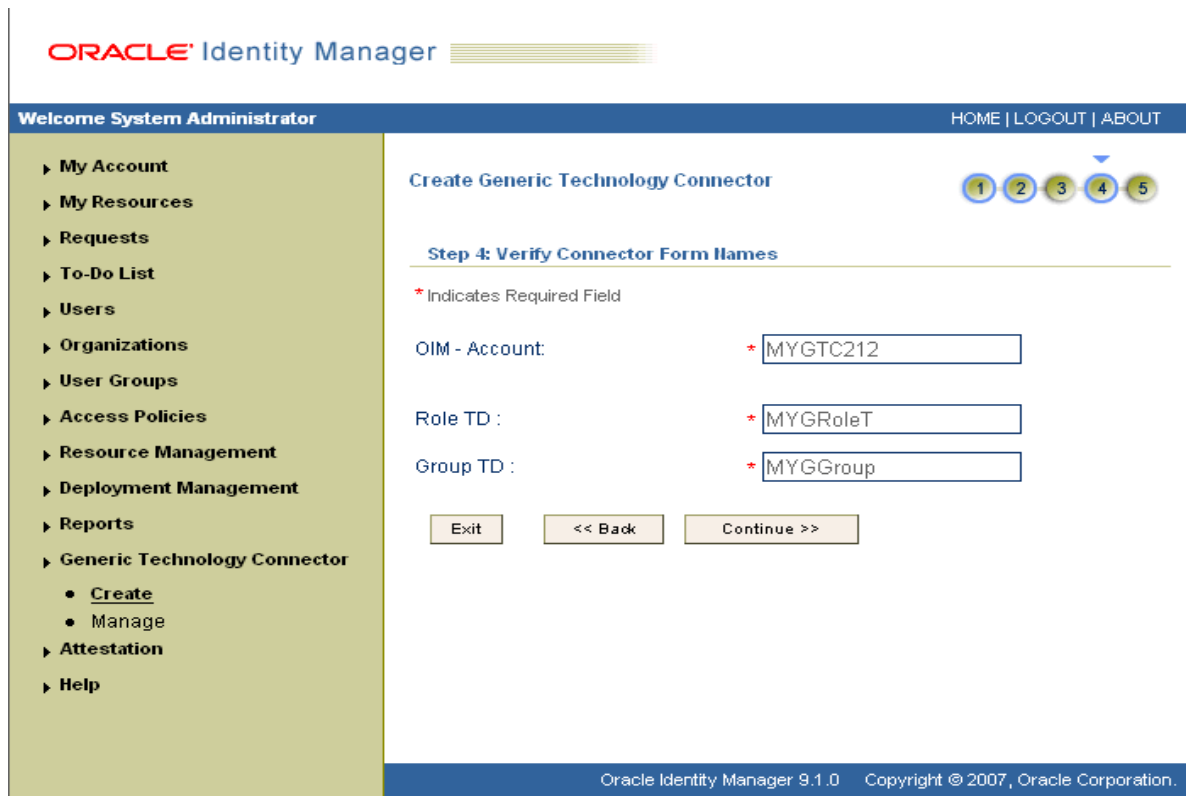 ORACLE Identity Manager
Welcome System Administrator
HOME | LOGOUT | ABOUT
My Account
My Resources
Requests
To-Do List
Users
Organizations
User Groups
Access Policies
Resource Management
Deployment Management
Reports
Generic Technology Connector
Create
Manage
Attestation
Help
Create Generic Technology Connector
1 2 3 4 5
Step 4: Verify Connector Form Names
* Indicates Required Field
OIM - Account: * MYGTC212
Role TD : * MYGRoleT
Group TD : * MYGGroup
Exit << Back Continue >>
Oracle Identity Manager 9.1.0 Copyright © 2007, Oracle Corporation.